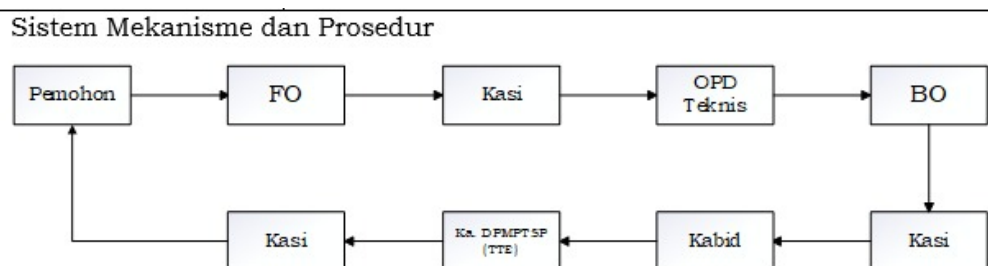 Sistem Mekanisme dan Prosedur
Pemohon
FO
Kasi
OPD
Teknis
BO
Kasi
Ka. DPMPTSP
(TTE)
Kabid
Kasi